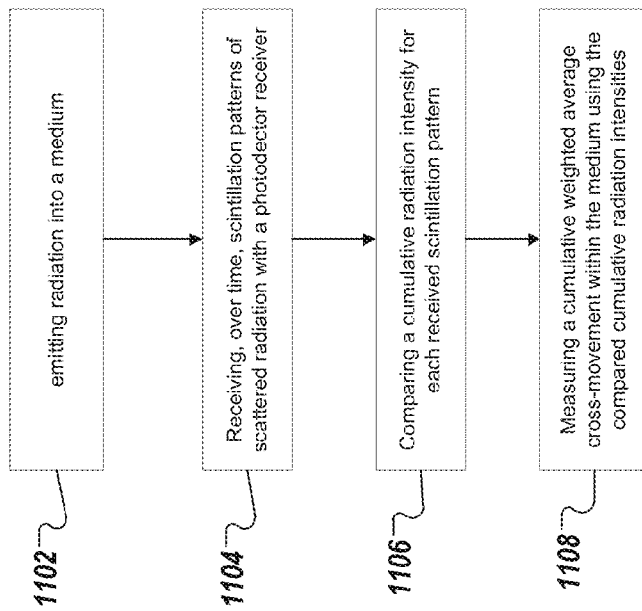 1102
emitting radiation into a medium
1104
Receiving, over time, scintillation patterns of
scattered radiation with a photodector receiver
1106
Comparing a cumulative radiation intensity for
each received scintillation pattern
1108
Measuring a cumulative weighted average
cross-movement within the medium using the
compared cumulative radiation intensities